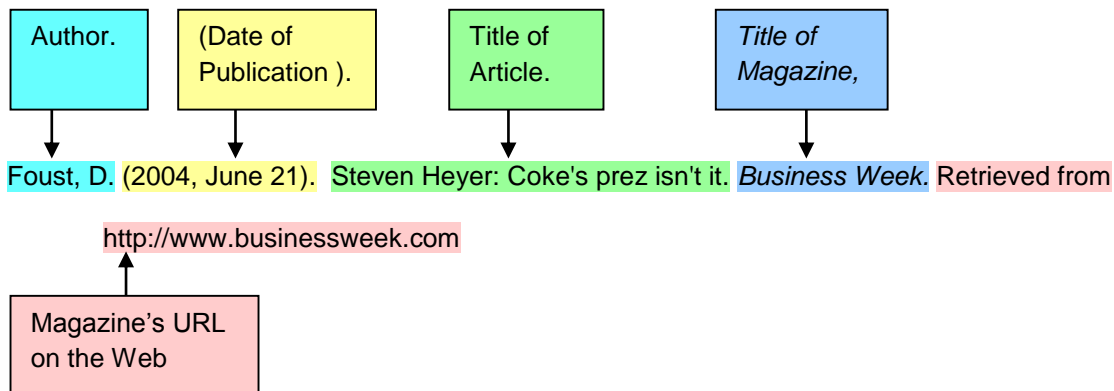 Author.
(Date of
Publication ).
Title of
Article.
Title of
Magazine,
Foust, D. (2004, June 21). Steven Heyer: Coke's prez isn't it. Business Week. Retrieved from
http://www.businessweek.com
Magazine's URL
on the Web